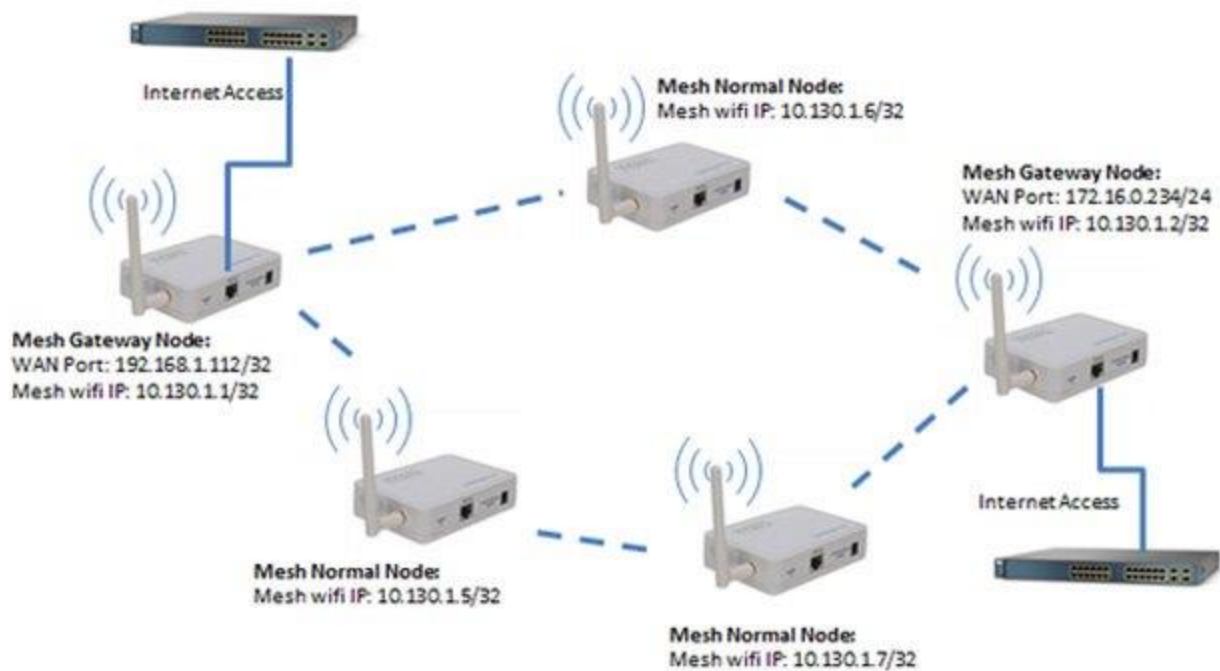 Internet Access
Mesh Normal Node:
Mesh wifi IP: 10.130.1.6/32
Mesh Gateway Node:
WAN Port: 172.16.0.234/24
Mesh wifi IP: 10.130.1.2/32
Mesh Gateway Node:
WAN Port: 192.168.1.112/32
Mesh wifi IP: 10.130.1.1/32
Internet Access
Mesh Normal Node:
Mesh wifi IP: 10.130.1.5/32
Mesh Normal Node:
Mesh wifi IP: 10.130.1.7/32